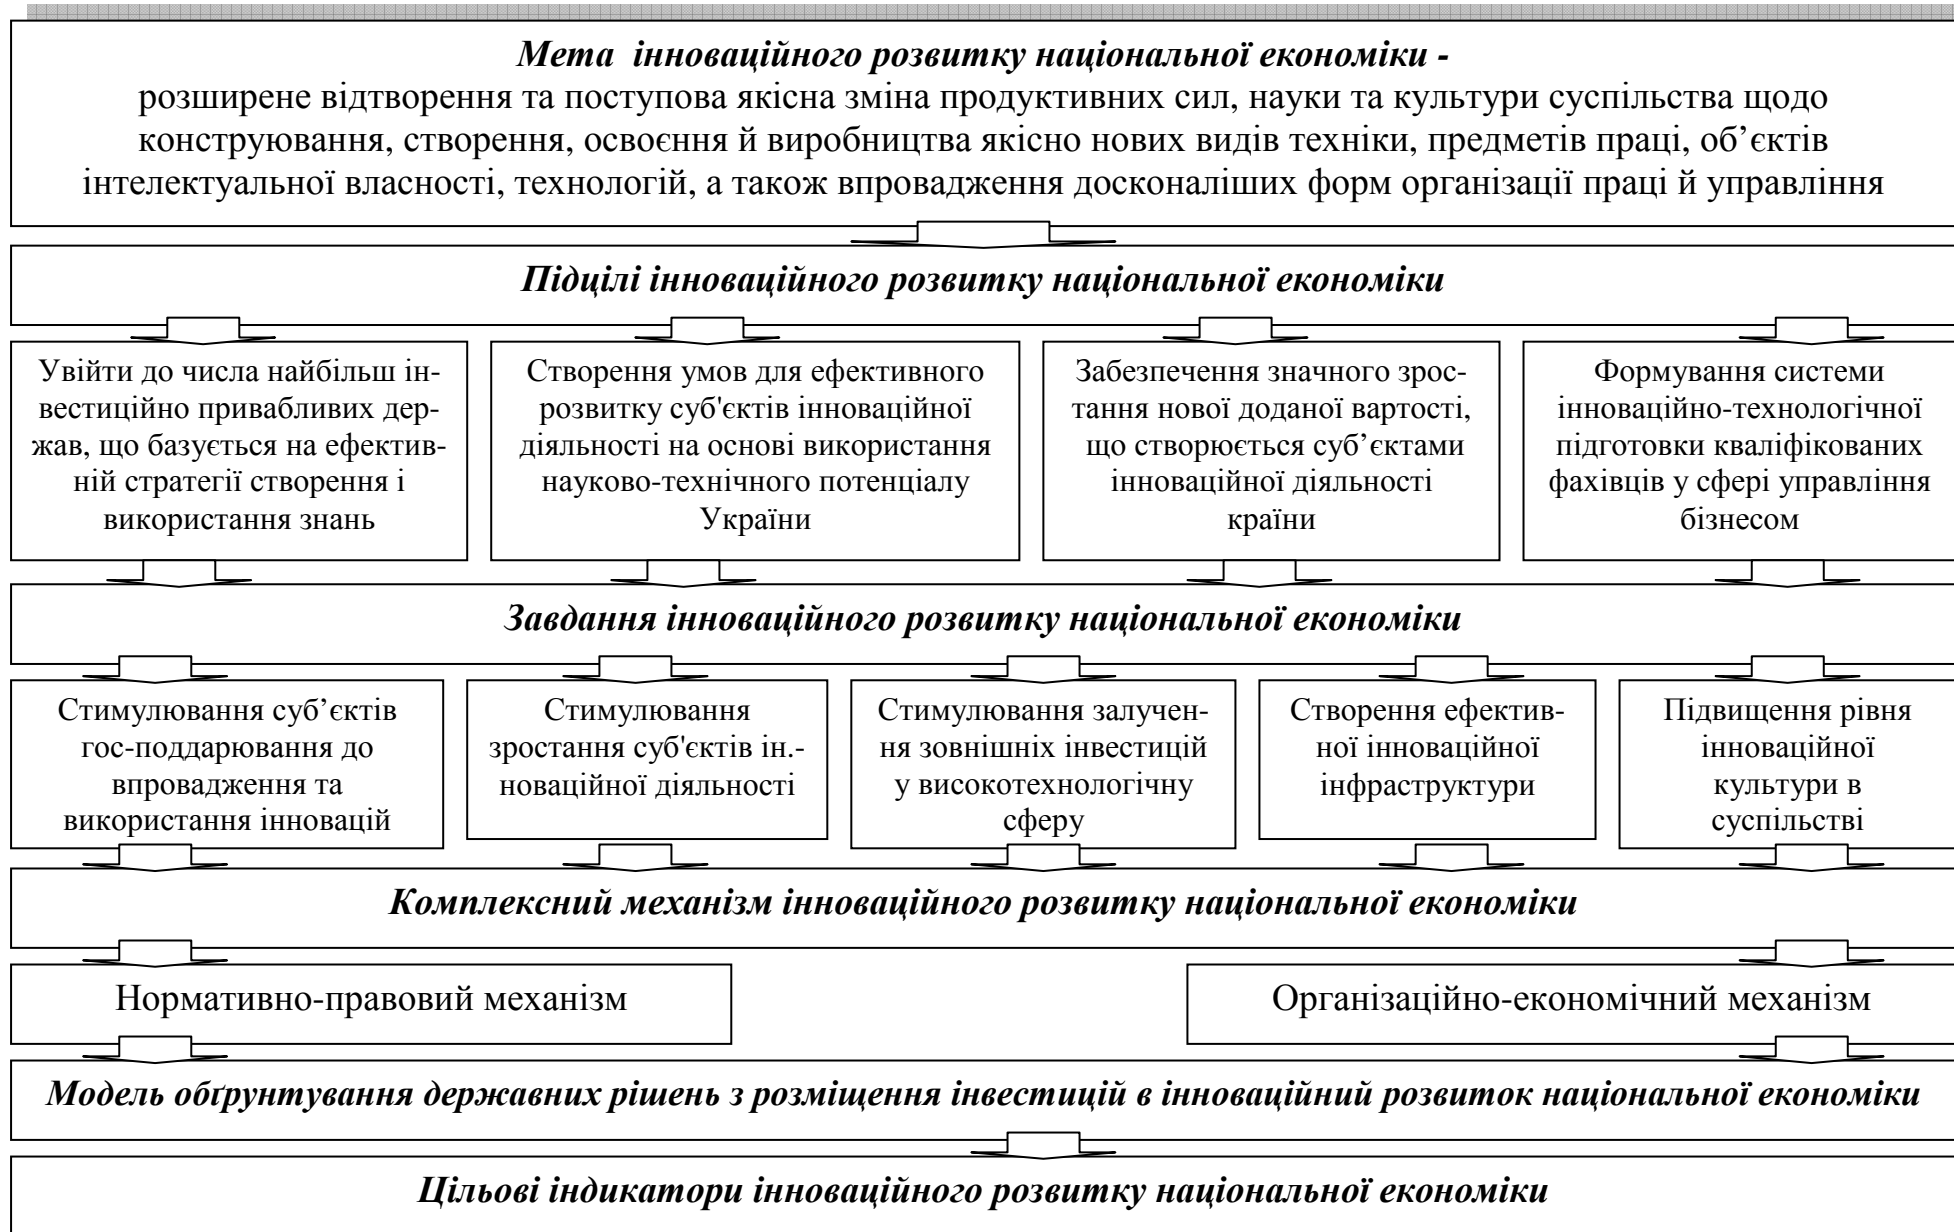 Мета інноваційного розвитку національної економіки -
розширене відтворення та поступова якісна зміна продуктивних сил, науки та культури суспільства щодо
конструювання, створення, освоєння й виробництва якісно нових видів техніки, предметів праці, об’єктів
інтелектуальної власності, технологій, а також впровадження досконаліших форм організації праці й управління
Підцілі інноваційного розвитку національної економіки
Увійти до числа найбільш ін-
вестиційно привабливих дер-
жав, що базується на ефектив-
ній стратегії створення і
використання знань
Створення умов для ефективного
розвитку суб'єктів інноваційної
діяльності на основі використання
науково-технічного потенціалу
України
Забезпечення значного зрос-
тання нової доданої вартості,
що створюється суб’єктами
інноваційної діяльності
країни
Формування системи
інноваційно-технологічної
підготовки кваліфікованих
фахівців у сфері управління
бізнесом
Завдання інноваційного розвитку національної економіки
Стимулювання суб’єктів
гос-поддарювання до
впровадження та
використання інновацій
Стимулювання
зростання суб'єктів ін.-
новаційної діяльності
Стимулювання залучен-
ня зовнішніх інвестицій
у високотехнологічну
сферу
Створення ефектив-
ної інноваційної
інфраструктури
Підвищення рівня
інноваційної
культури в
суспільстві
Комплексний механізм інноваційного розвитку національної економіки
Нормативно-правовий механізм
Організаційно-економічний механізм
Модель обґрунтування державних рішень з розміщення інвестицій в інноваційний розвиток національної економіки
Цільові індикатори інноваційного розвитку національної економіки